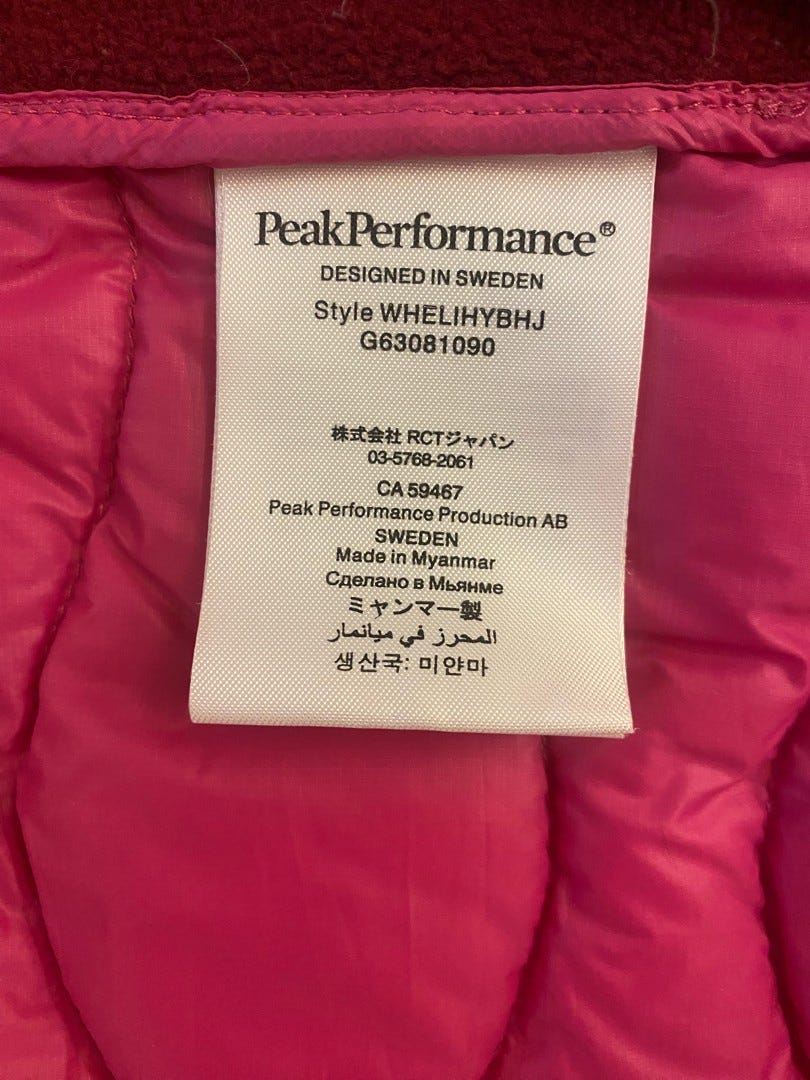 PeakPerformance®
DESIGNED IN SWEDEN
Style WHELIHYBHJ
G63081090
株式会社 RCTジャパン
03-5768-2061
CA 59467
Peak Performance Production AB
SWEDEN
Made in Myanmar
Сделано в Мьянме
ミャンマー製
المحرز في ميانمار
생산국: 미얀마